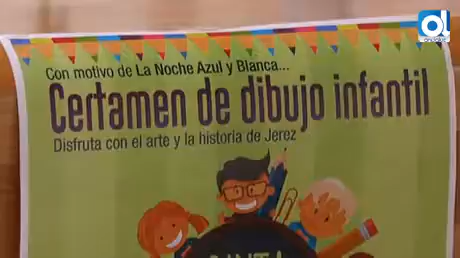 Con motivo de La Noche Azul y Blanca...
Certamen de dibujo infantil
Disfruta con el arte y la historia de Jerez